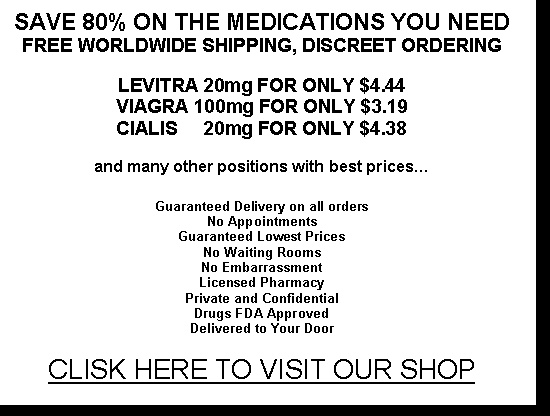 SAVE 80% ON THE MEDICATIONS YOU NEED
FREE WORLDWIDE SHIPPING, DISCREET ORDERING
LEVITRA 20mg FOR ONLY $4.44
VIAGRA 100mg FOR ONLY $3.19
CIALIS 20mg FOR ONLY $4.38
and many other positions with best prices...
Guaranteed Delivery on all orders
No Appointments
Guaranteed Lowest Prices
No Waiting Rooms
No Embarrassment
Licensed Pharmacy
Private and Confidential
Drugs FDA Approved
Delivered to Your Door
CLISK HERE TO VISIT OUR SHOP